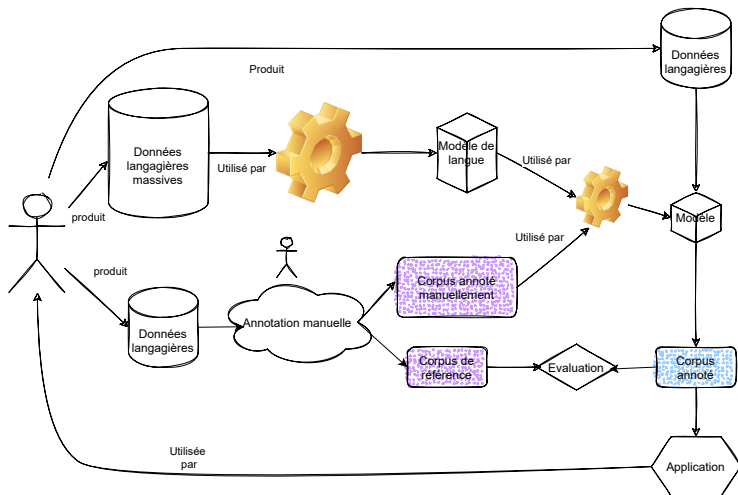 Données
langagières
Produit
Données
langagières
massives
Utilisé par
Modèle de
langue
Utilisé par
Modèle
produit
Utilisé par
produit
Corpus annoté
manuellement
Données
langagières
Annotation manuelle
Corpus de
référence
Evaluation
Corpus
annoté
Utilisée
par
Application